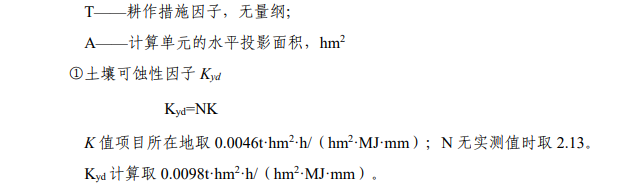 T——耕作措施因子，无量纲；
A——计算单元的水平投影面积，hm²
①土壤可蚀性因子 Kyd
Kyd=NK
K 值项目所在地取 0.0046t·hm²·h/（hm²·MJ·mm）；N 无实测值时取 2.13。
Kyd 计算取 0.0098t·hm²·h/（hm²·MJ·mm）。